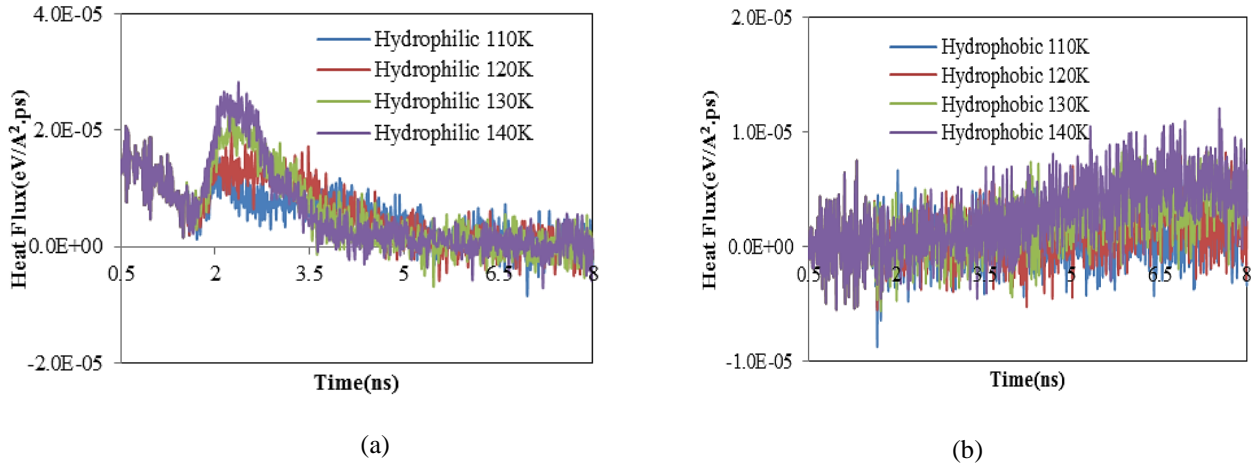 4.0E-05
2.0E-05
0.0E+00
-2.0E-05
Heat Flux(eV/A².ps)
Hydrophilic 110K
Hydrophilic 120K
Hydrophilic 130K
Hydrophilic 140K
0.5 2 3.5 5 6.5 8
Time(ns)
(a)
2.0E-05
1.0E-05
0.0E+00
-1.0E-05
Heat Flux(eV/A².ps)
Hydrophobic 110K
Hydrophobic 120K
Hydrophobic 130K
Hydrophobic 140K
0.5 2 3.5 5 6.5 8
Time(ns)
(b)